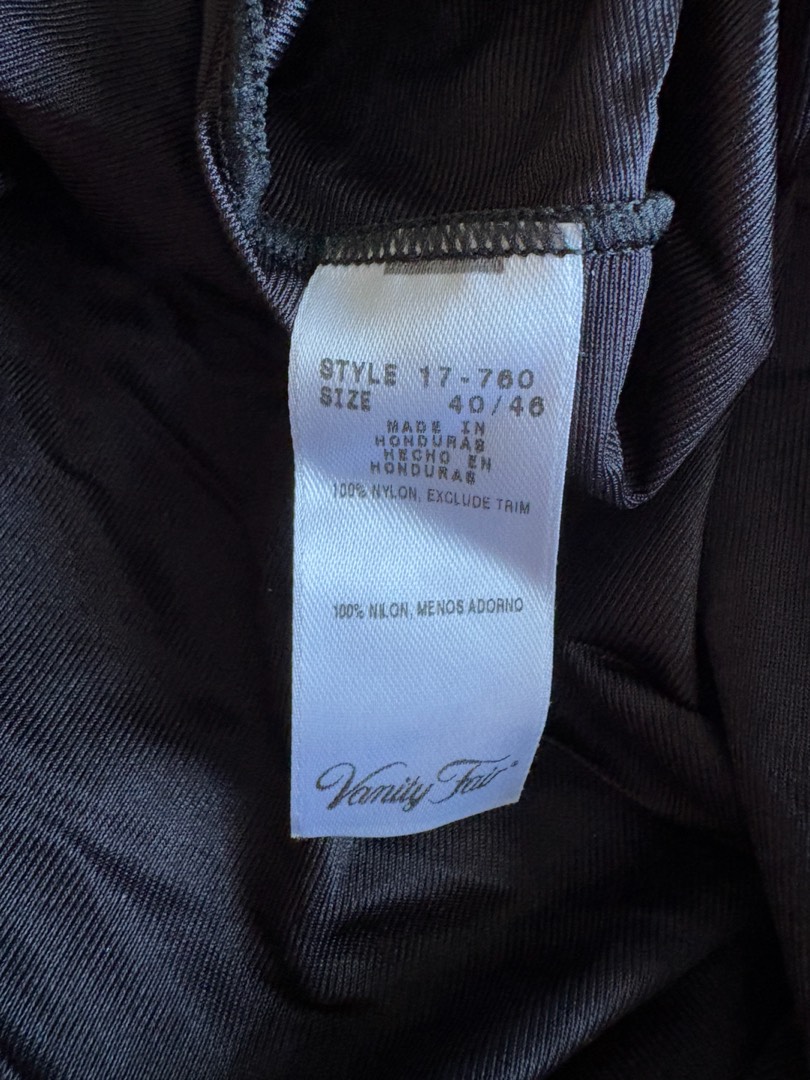 STYLE 17-760
SIZE 40/46
MADE IN
HONDURAS
HECHO EN
HONDURAS
100% NYLON, EXCLUDE TRIM
100% NILON, MENOS ADORNO
Vanity Fair®